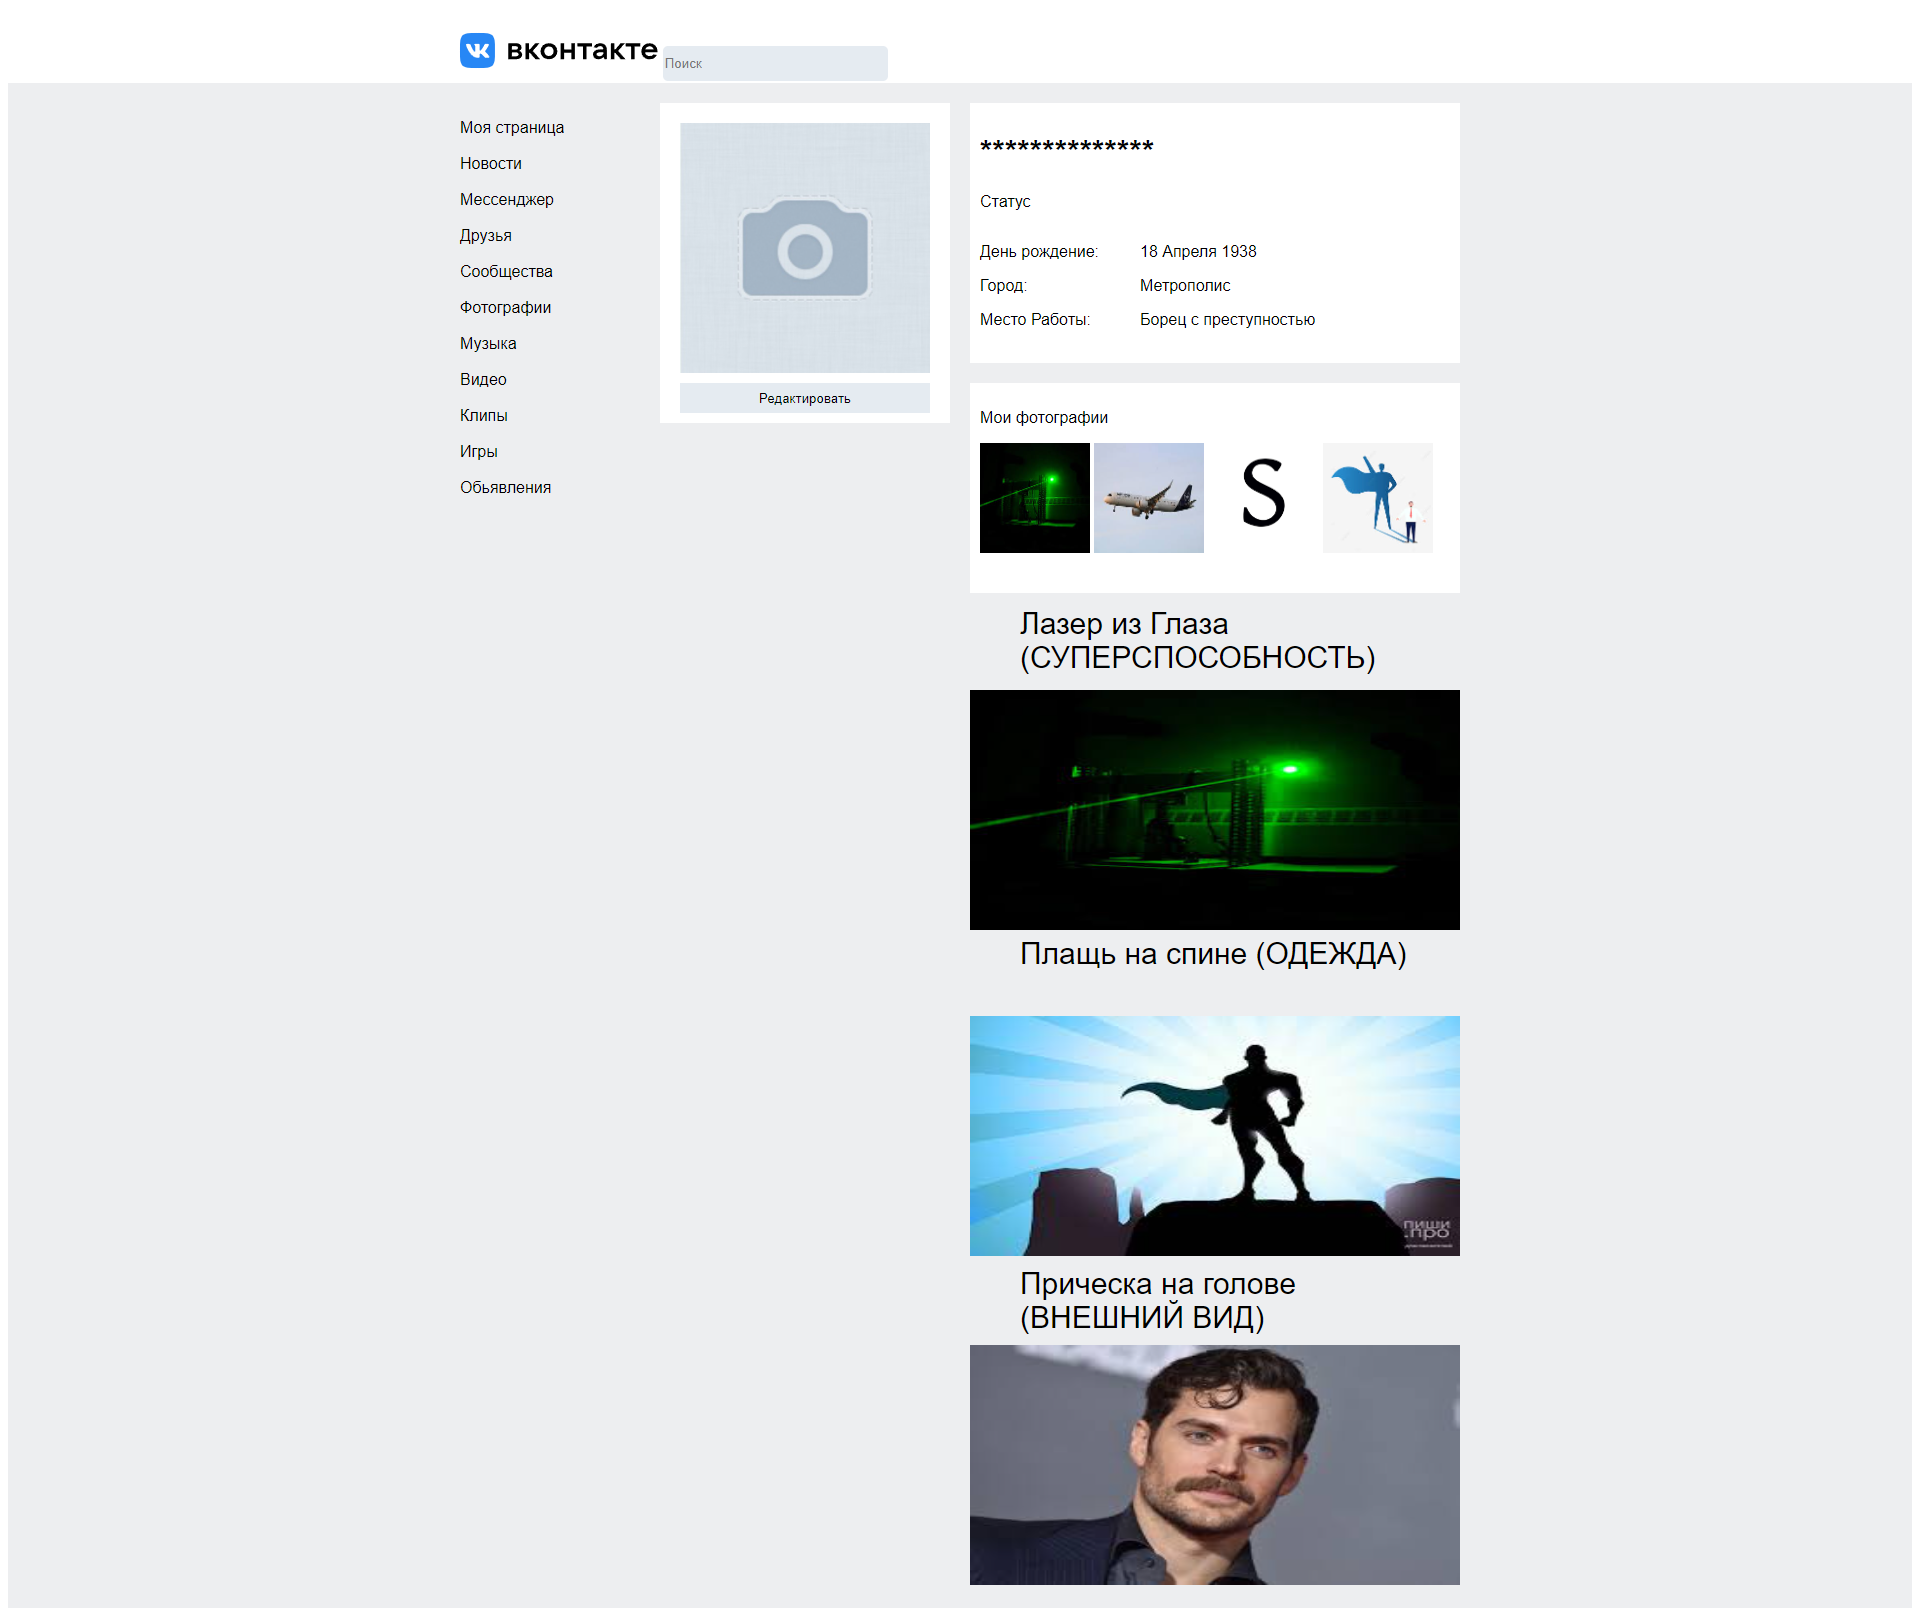 вконтакте
Поиск
Моя страница
Новости
Мессенджер
Друзья
Сообщества
Фотографии
Музыка
Видео
Клипы
Игры
Обьявления
Редактировать
**************
Статус
День рождение: 18 Апреля 1938
Город: Метрополис
Место Работы: Борец с преступностью
Мои фотографии
S
Лазер из Глаза
(СУПЕРСПОСОБНОСТЬ)
Плащь на спине (ОДЕЖДА)
пиши
.про
Прическа на голове
(ВНЕШНИЙ ВИД)